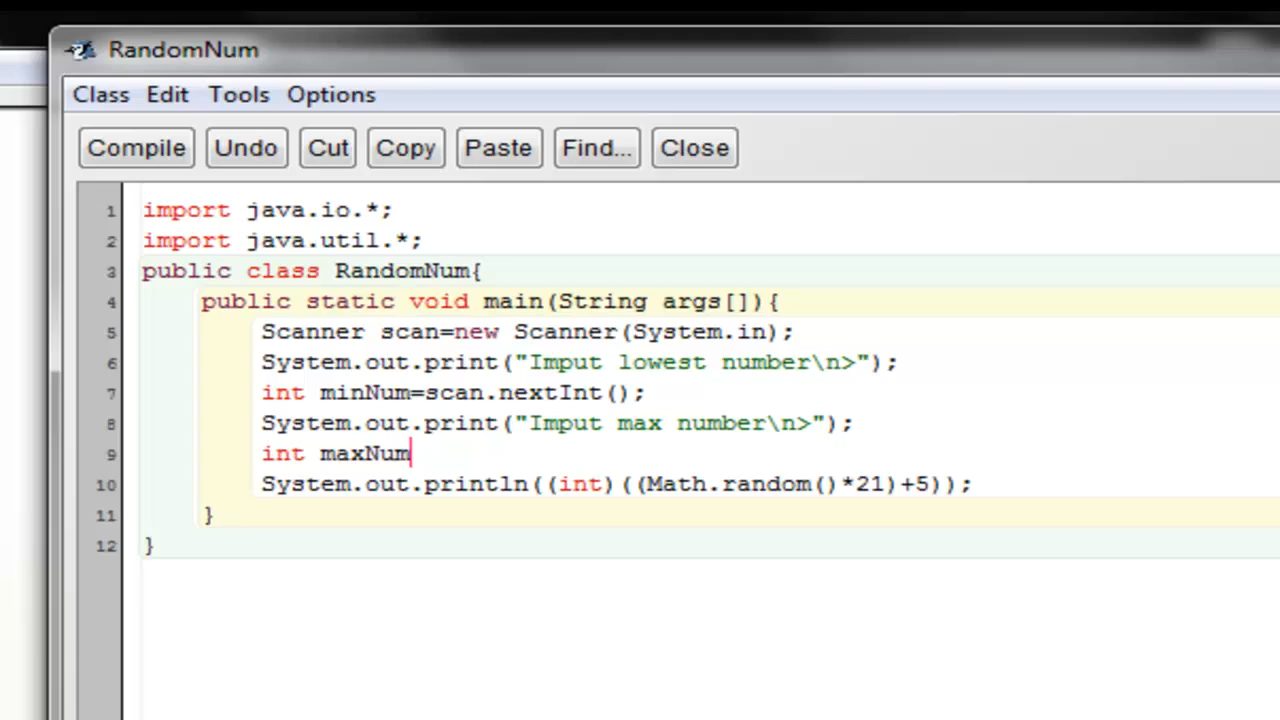 RandomNum
Class Edit Tools Options
Compile Undo Cut Copy Paste Find... Close
1 import java.io.*;
2 import java.util.*;
3 public class RandomNum{
4 public static void main(String args[]){
5 Scanner scan=new Scanner(System.in);
6 System.out.print("Imput lowest number\n>");
7 int minNum=scan.nextInt();
8 System.out.print("Imput max number\n>");
9 int maxNum
10 System.out.println((int)((Math.random()*21)+5));
11 }
12 }